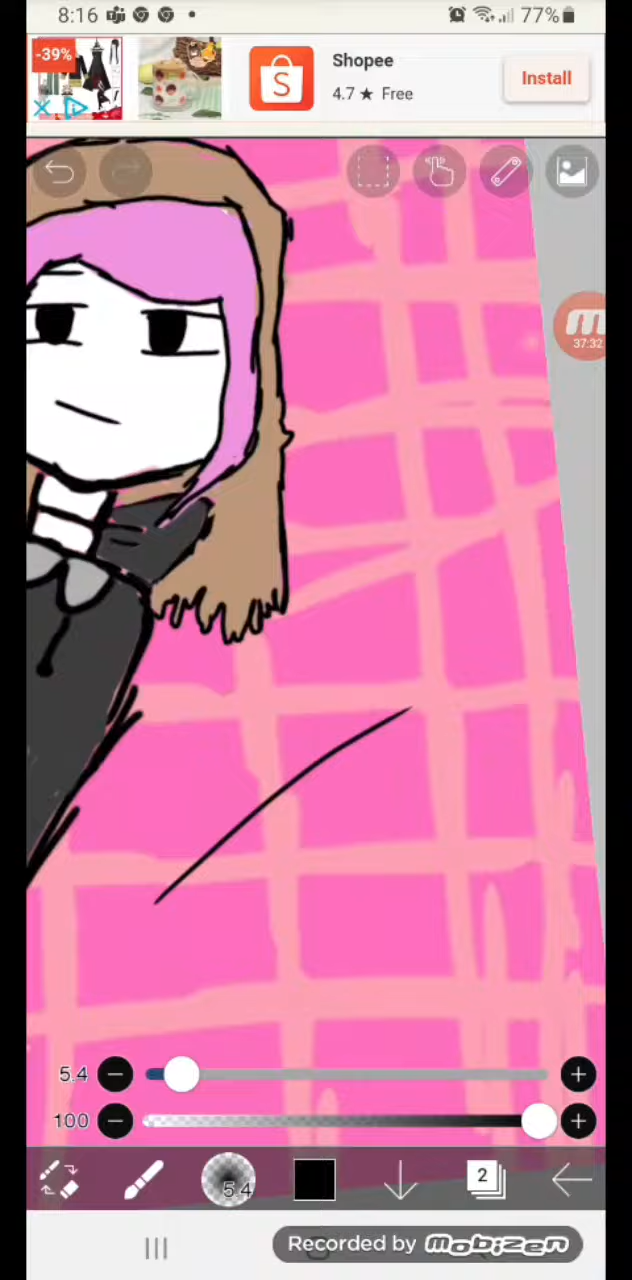 8:16
77%
-39%
Shopee
4.7 ★ Free
Install
37:32
5.4
100
5.4
2
Recorded by mobizen